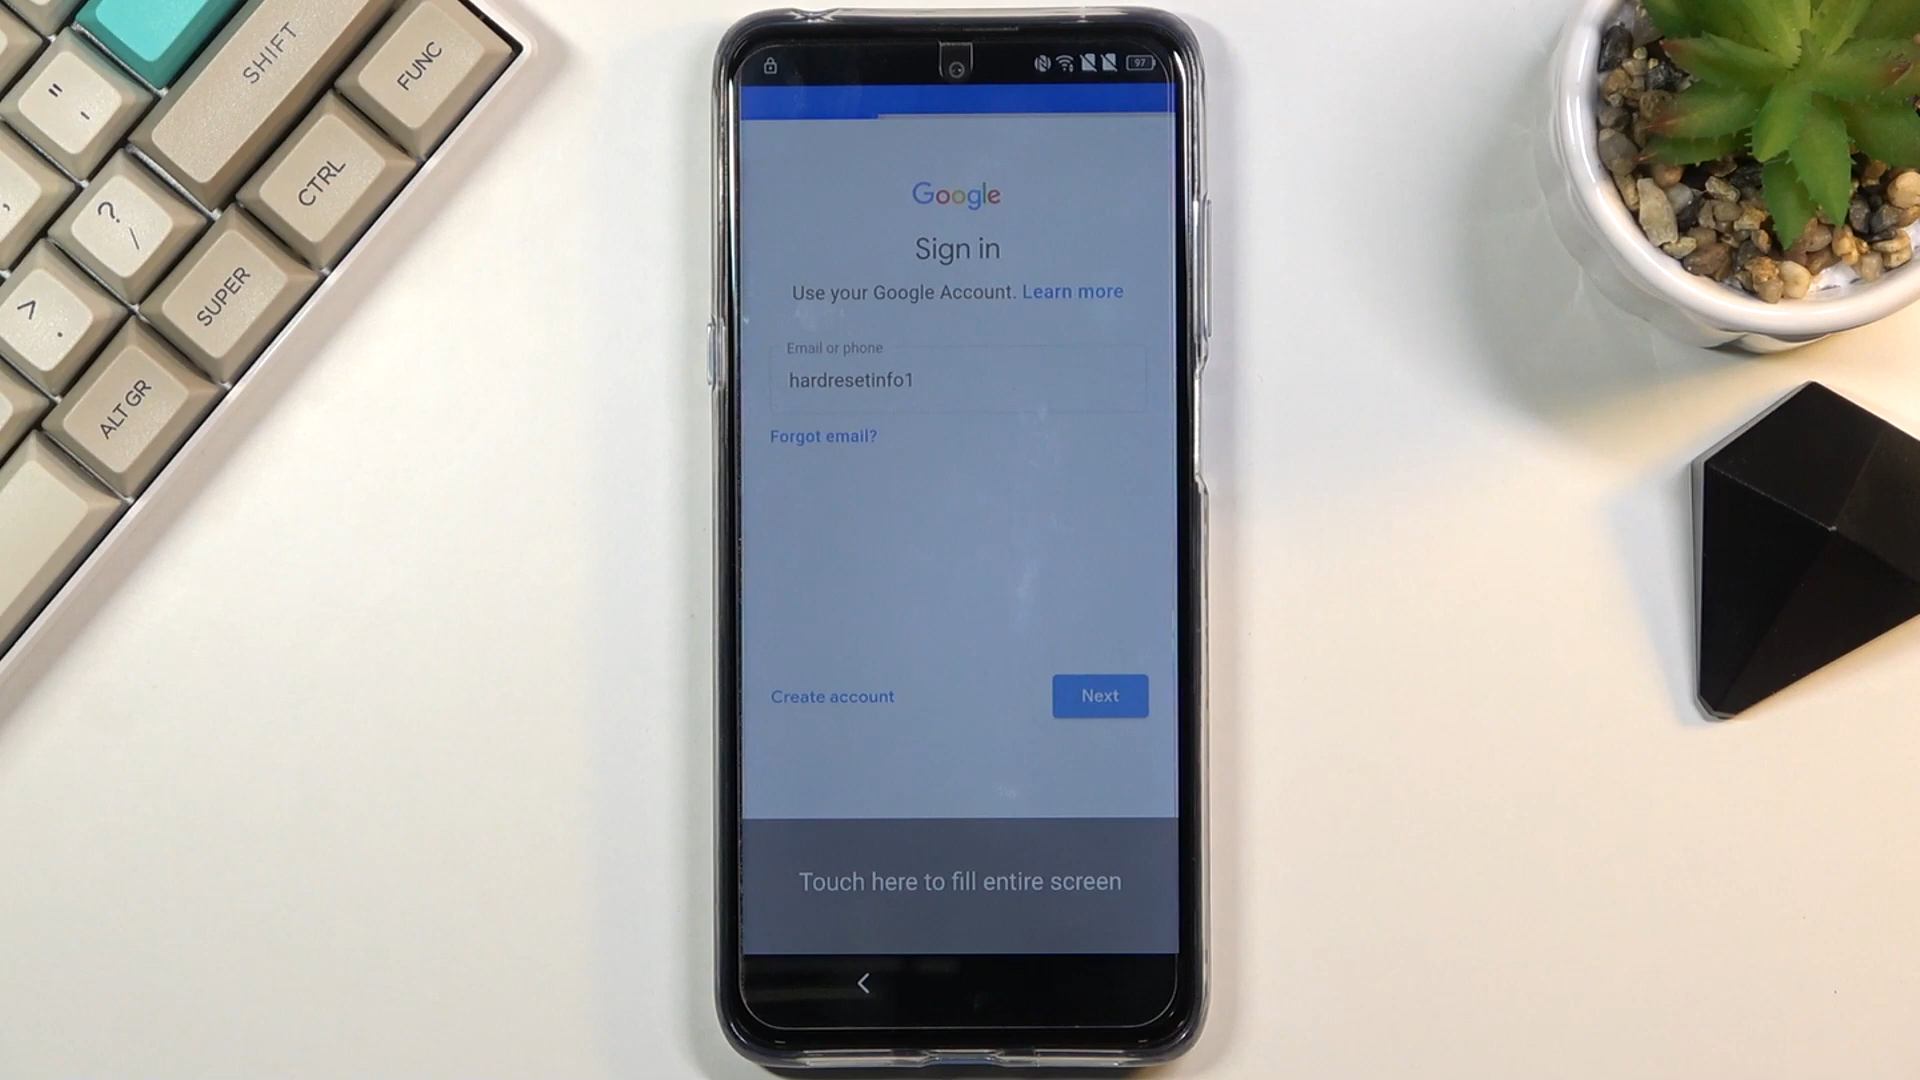 SHIFT
FUNC
"
'
CTRL
?
/
SUPER
>
.
ALT GR
,
97
Google
Sign in
Use your Google Account. Learn more
Email or phone
hardresetinfo1
Forgot email?
Create account
Next
Touch here to fill entire screen